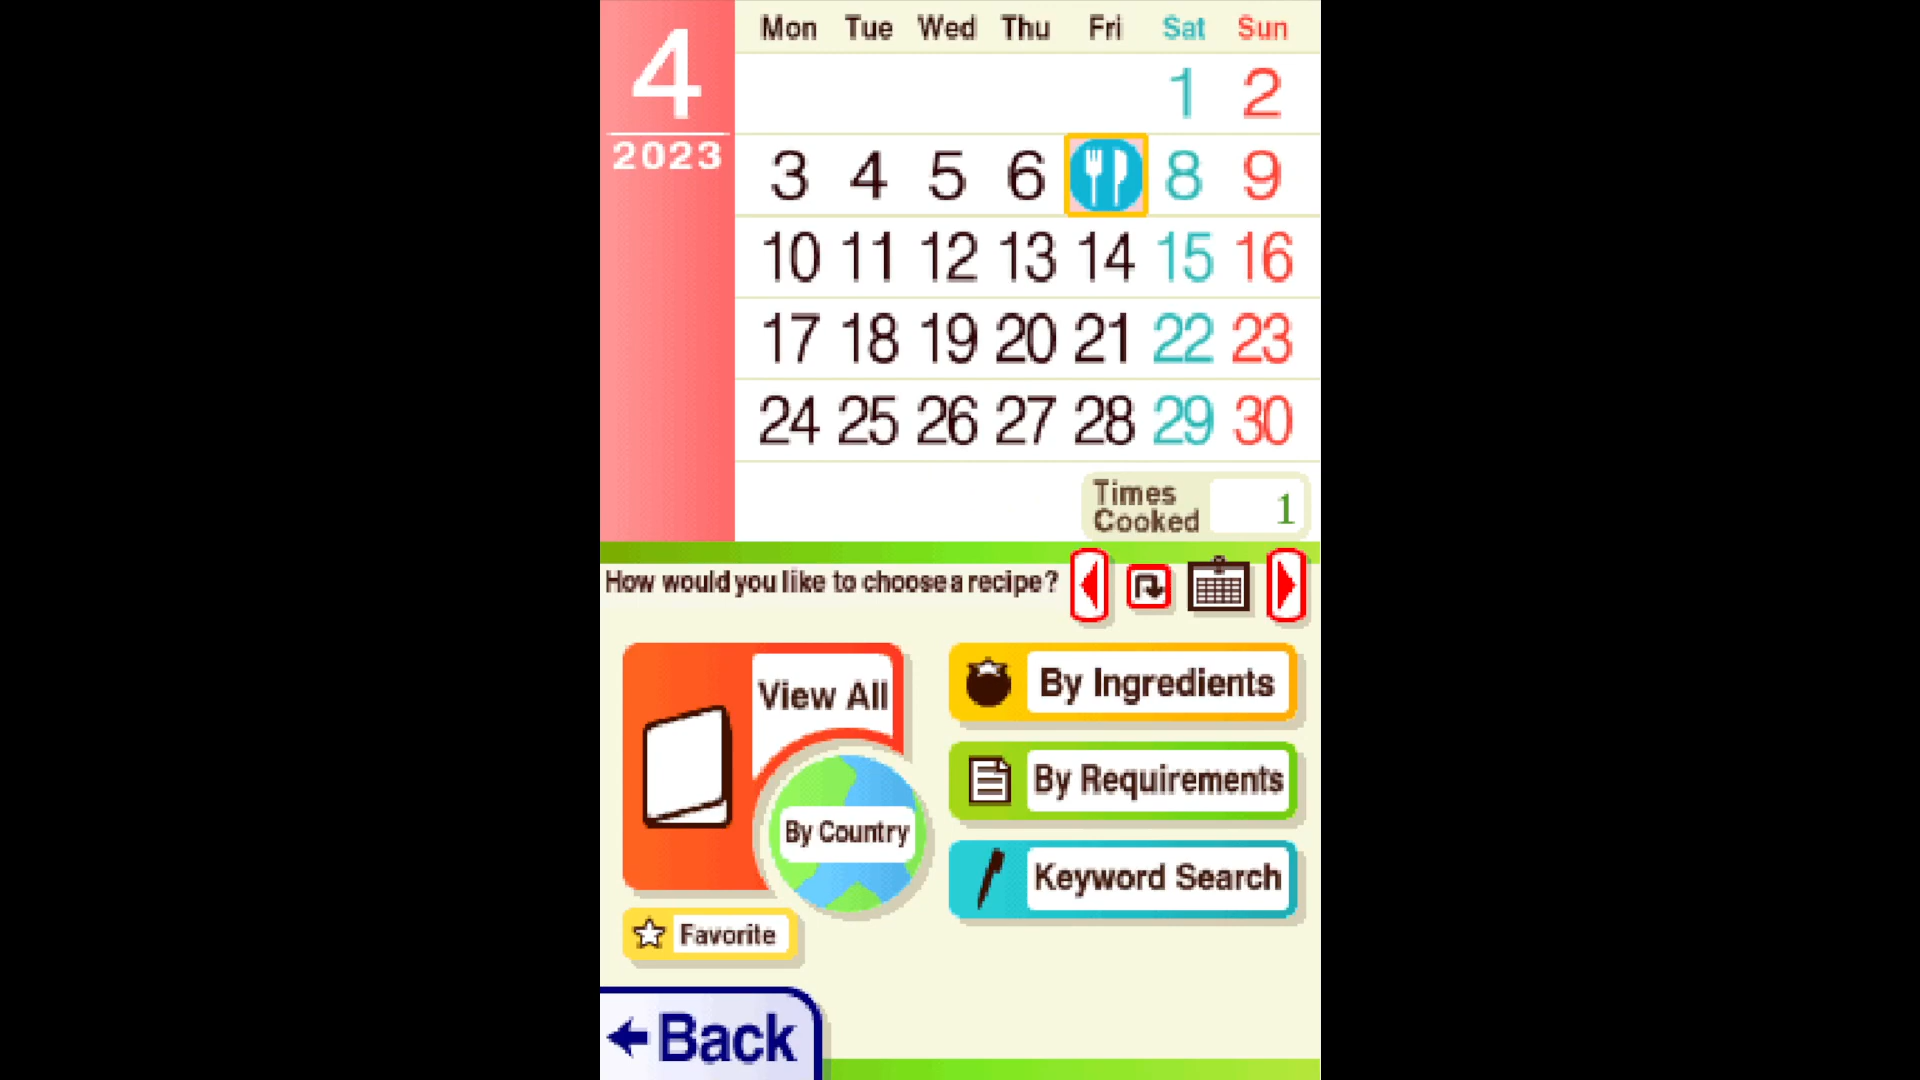 4
2023
Mon Tue Wed Thu Fri Sat Sun
1 2
3 4 5 6 8 9
10 11 12 13 14 15 16
17 18 19 20 21 22 23
24 25 26 27 28 29 30
Times
Cooked 1
How would you like to choose a recipe?
View All
By Country
Favorite
By Ingredients
By Requirements
Keyword Search
Back